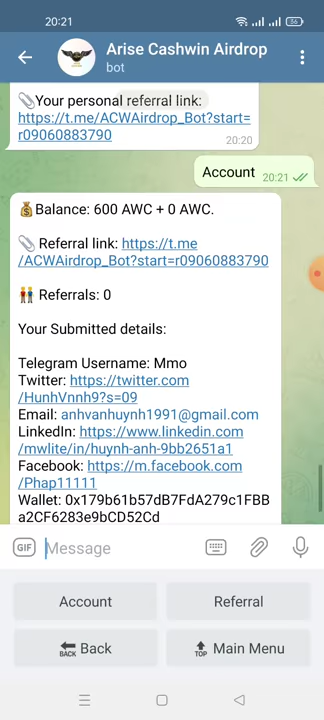 20:21
56
Arise Cashwin Airdrop
bot
📎Your personal referral link:
https://t.me/ACWAirdrop_Bot?start=
r09060883790
20:20
Account 20:21
💰Balance: 600 AWC + 0 AWC.
📎 Referral link: https://t.me
/ACWAirdrop_Bot?start=r09060883790
👬 Referrals: 0
Your Submitted details:
Telegram Username: Mmo
Twitter: https://twitter.com
/HunhVnnh9?s=09
Email: anhvanhuynh1991@gmail.com
LinkedIn: https://www.linkedin.com
/mwlite/in/huynh-anh-9bb2651a1
Facebook: https://m.facebook.com
/Phap11111
Wallet: 0x179b61b57dB7FdA279c1FBB
a2CF6283e9bCD52Cd
GIF Message
Account Referral
🔙 Back 🔝 Main Menu